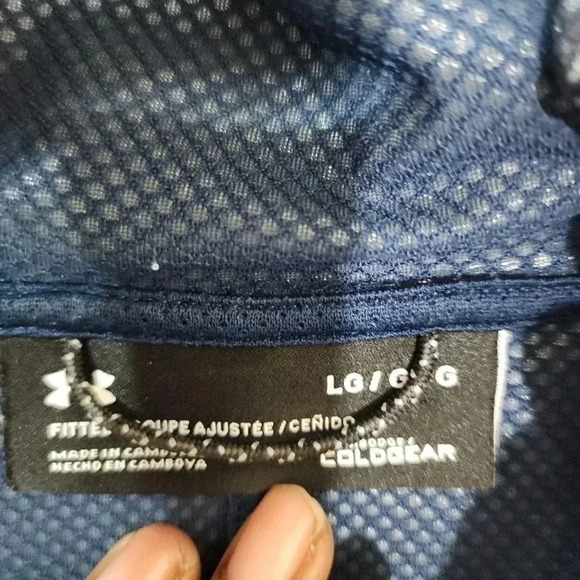 LG / G
G
FITTED
COUPE AJUSTÉE / CEÑIDO
MADE IN CAMBODIA
HECHO EN CAMBOYA
COLDGEAR